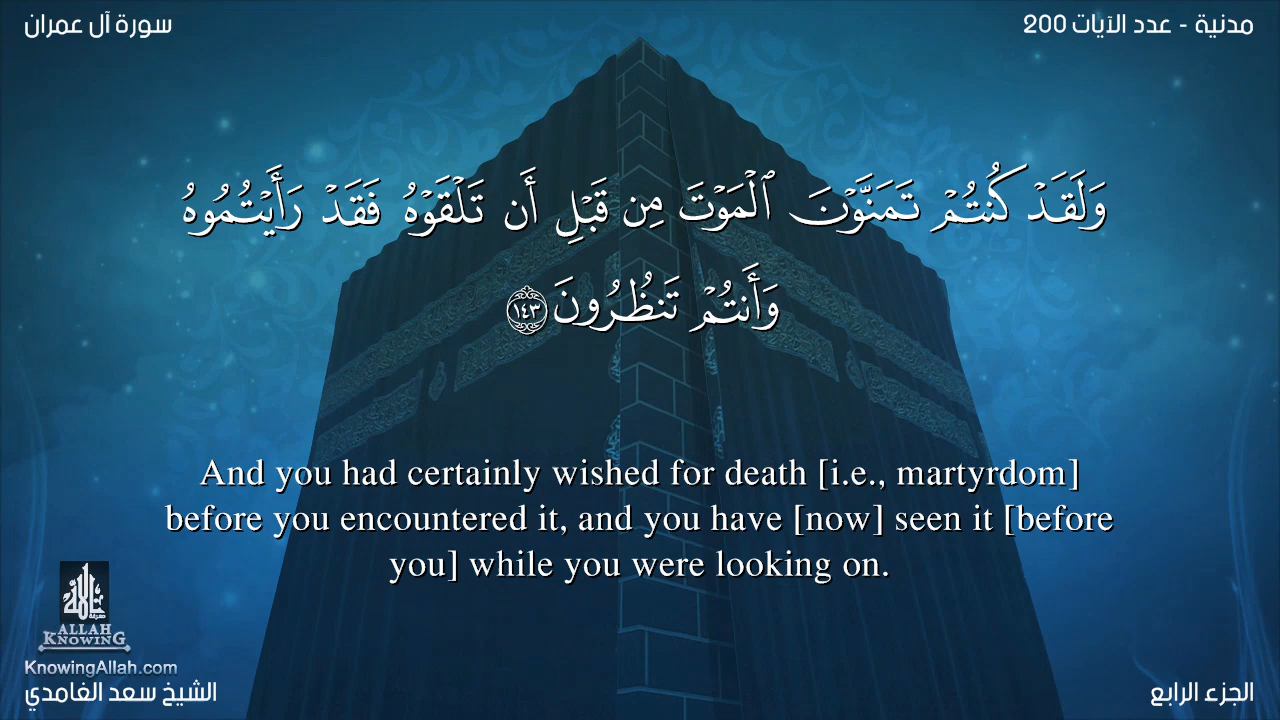 سورة آل عمران
مدنية - عدد الآيات 200
وَلَقَدْ كُنتُمْ تَمَنَّوْنَ ٱلْمَوْتَ مِن قَبْلِ أَن تَلْقَوْهُ فَقَدْ رَأَيْتُمُوهُ
وَأَنتُمْ تَنظُرُونَ ١٤٣
And you had certainly wished for death [i.e., martyrdom]
before you encountered it, and you have [now] seen it [before
you] while you were looking on.
ALLAH
KNOWING
KnowingAllah.com
الشيخ سعد الغامدي
الجزء الرابع